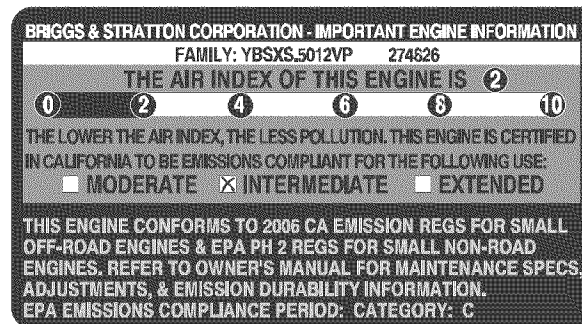 BRIGGS & STRATTON CORPORATION - IMPORTANT ENGINE INFORMATION
FAMILY: YBSXS.5012VP 274826
THE AIR INDEX OF THIS ENGINE IS 2
0 2 4 6 8 10
THE LOWER THE AIR INDEX, THE LESS POLLUTION. THIS ENGINE IS CERTIFIED
IN CALIFORNIA TO BE EMISSIONS COMPLIANT FOR THE FOLLOWING USE:
MODERATE INTERMEDIATE EXTENDED
THIS ENGINE CONFORMS TO 2006 CA EMISSION REGS FOR SMALL
OFF-ROAD ENGINES & EPA PH 2 REGS FOR SMALL NON-ROAD
ENGINES. REFER TO OWNER'S MANUAL FOR MAINTENANCE SPECS,
ADJUSTMENTS, & EMISSION DURABILITY INFORMATION.
EPA EMISSIONS COMPLIANCE PERIOD: CATEGORY: C